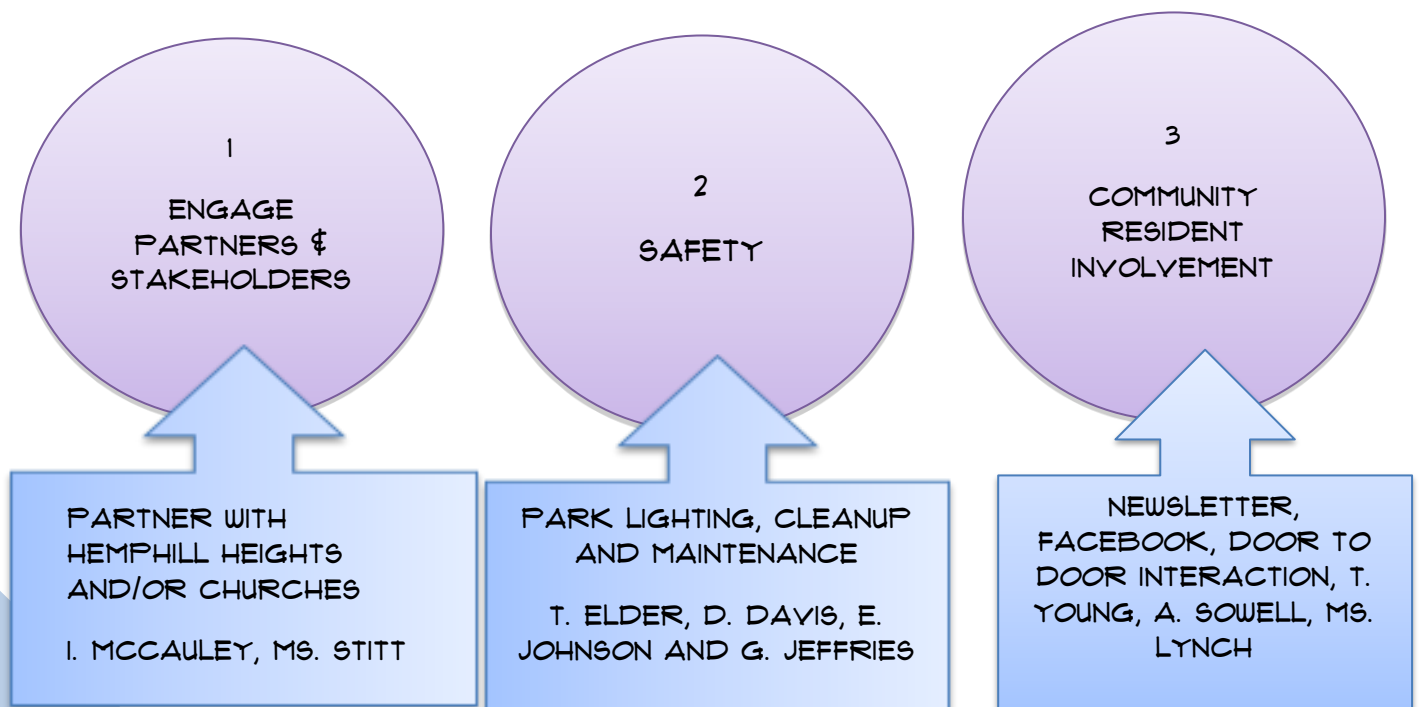 1
ENGAGE
PARTNERS &
STAKEHOLDERS
PARTNER WITH
HEMPHILL HEIGHTS
AND/OR CHURCHES
I. MCCAULEY, MS. STITT
2
SAFETY
PARK LIGHTING, CLEANUP
AND MAINTENANCE
T. ELDER, D. DAVIS, E.
JOHNSON AND G. JEFFRIES
3
COMMUNITY
RESIDENT
INVOLVEMENT
NEWSLETTER,
FACEBOOK, DOOR TO
DOOR INTERACTION, T.
YOUNG, A. SOWELL, MS.
LYNCH